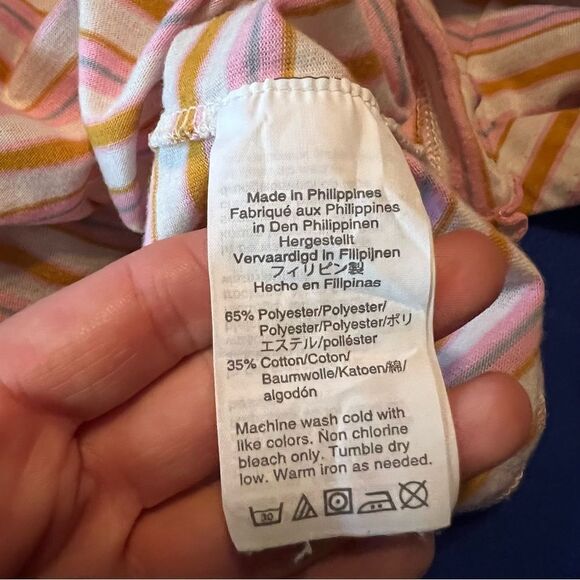 Made in Philippines
Fabriqué aux Philippines
in Den Philippinen
Hergestellt
Vervaardigd in Filipijnen
フィリピン製
Hecho en Filipinas
65% Polyester/Polyester/
Polyester/Polyester/ポリ
エステル/poliéster
35% Cotton/Coton/
Baumwolle/Katoen/綿/
algodón
Machine wash cold with
like colors. Non chlorine
bleach only. Tumble dry
low. Warm iron as needed.
30